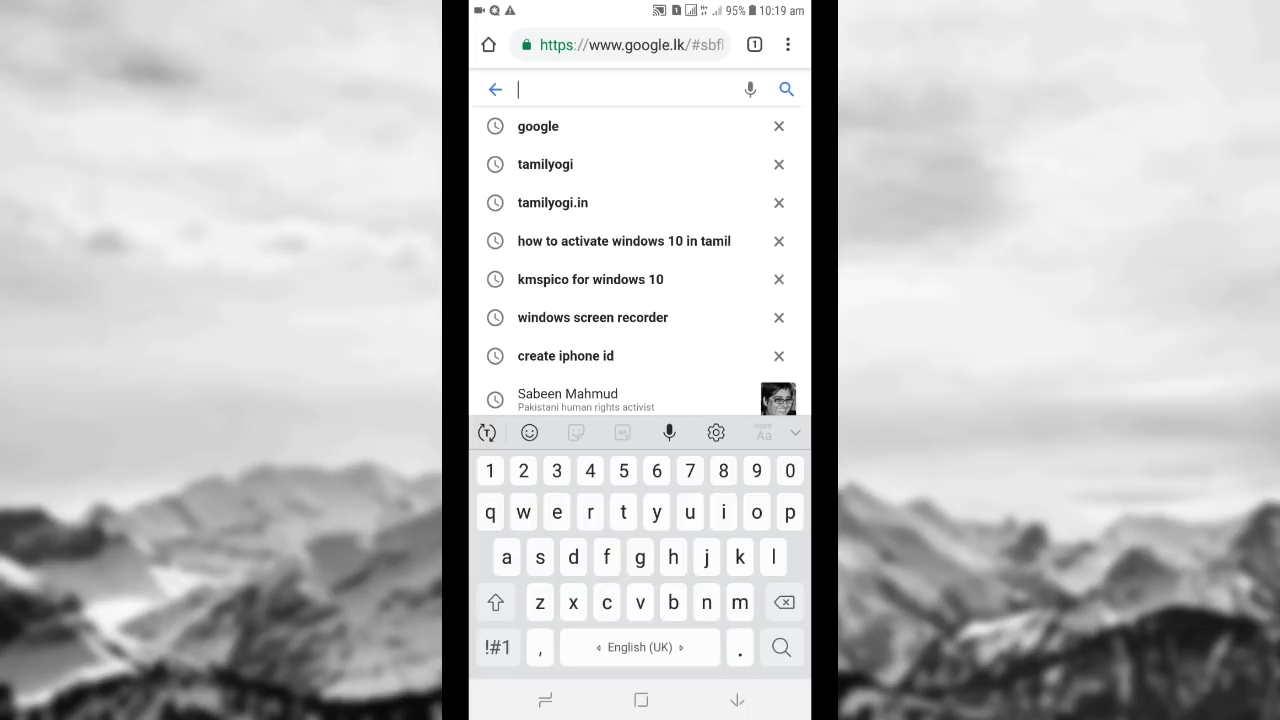 95% 10:19 am
https://www.google.lk/#sbf
1
google
tamilyogi
tamilyogi.in
how to activate windows 10 in tamil
kmspico for windows 10
windows screen recorder
create iphone id
Sabeen Mahmud
Pakistani human rights activist
1 2 3 4 5 6 7 8 9 0
q w e r t y u i o p
a s d f g h j k l
z x c v b n m
!#1 , English (UK) .